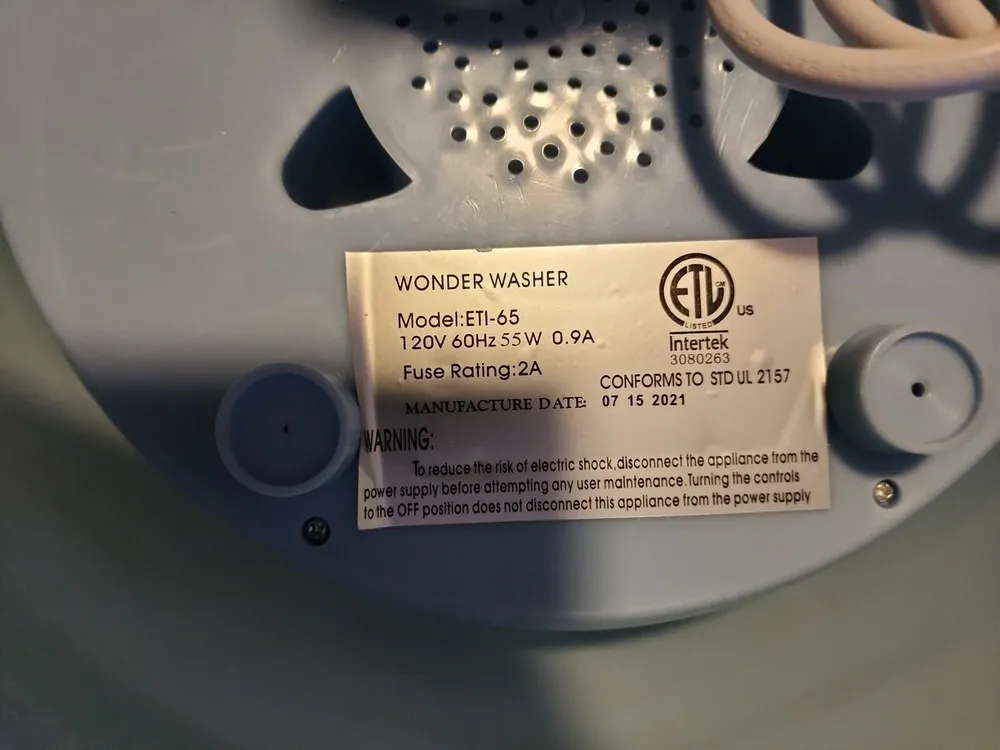 WONDER WASHER
ETL CM
LISTED
US
Intertek
3080263
Model:ETI-65
120V 60Hz 55W 0.9A
Fuse Rating:2A
CONFORMS TO STD UL 2157
MANUFACTURE DATE: 07 15 2021
WARNING:
To reduce the risk of electric shock,disconnect the appliance from the
power supply before attempting any user maintenance.Turning the controls
to the OFF position does not disconnect this appliance from the power supply